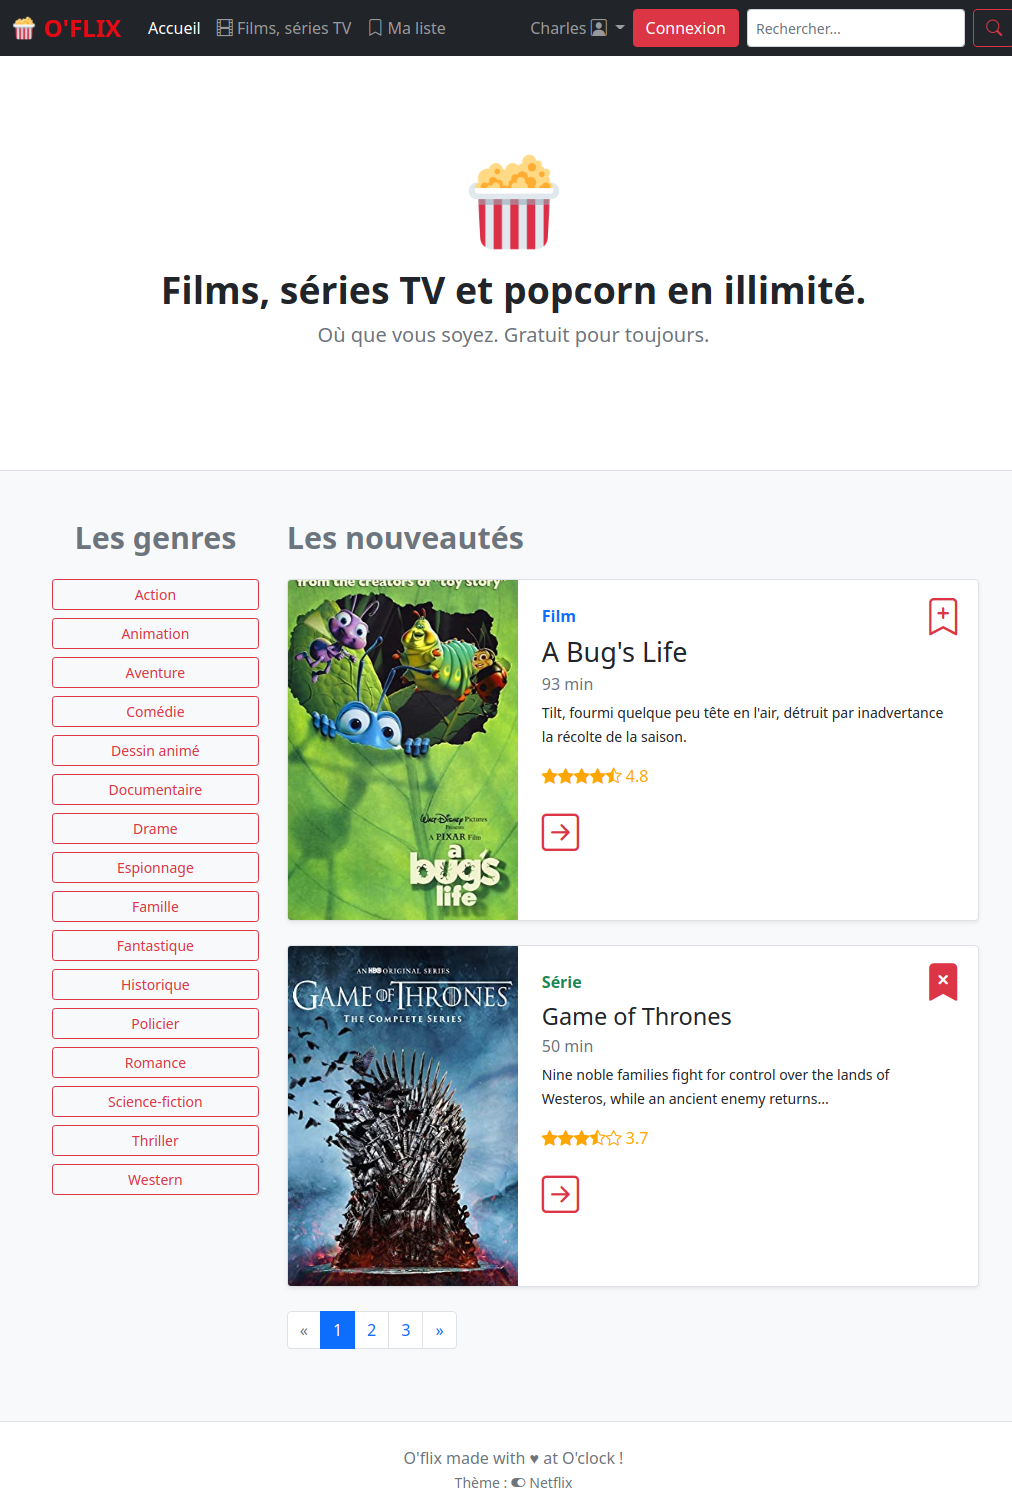 O'FLIX Accueil Films, séries TV Ma liste Charles Connexion Rechercher...
Films, séries TV et popcorn en illimité.
Où que vous soyez. Gratuit pour toujours.
Les genres
Action
Animation
Aventure
Comédie
Dessin animé
Documentaire
Drame
Espionnage
Famille
Fantastique
Historique
Policier
Romance
Science-fiction
Thriller
Western
Les nouveautés
from the creators of "toy story"
Walt Disney Pictures
Presents
A PIXAR Film
a
bug's
life
Film
A Bug's Life
93 min
Tilt, fourmi quelque peu tête en l'air, détruit par inadvertance
la récolte de la saison.
4.8
AN HBO ORIGINAL SERIES
GAME OF THRONES
THE COMPLETE SERIES
Série
Game of Thrones
50 min
Nine noble families fight for control over the lands of
Westeros, while an ancient enemy returns...
3.7
« 1 2 3 »
O'flix made with ♥ at O'clock !
Thème : Netflix